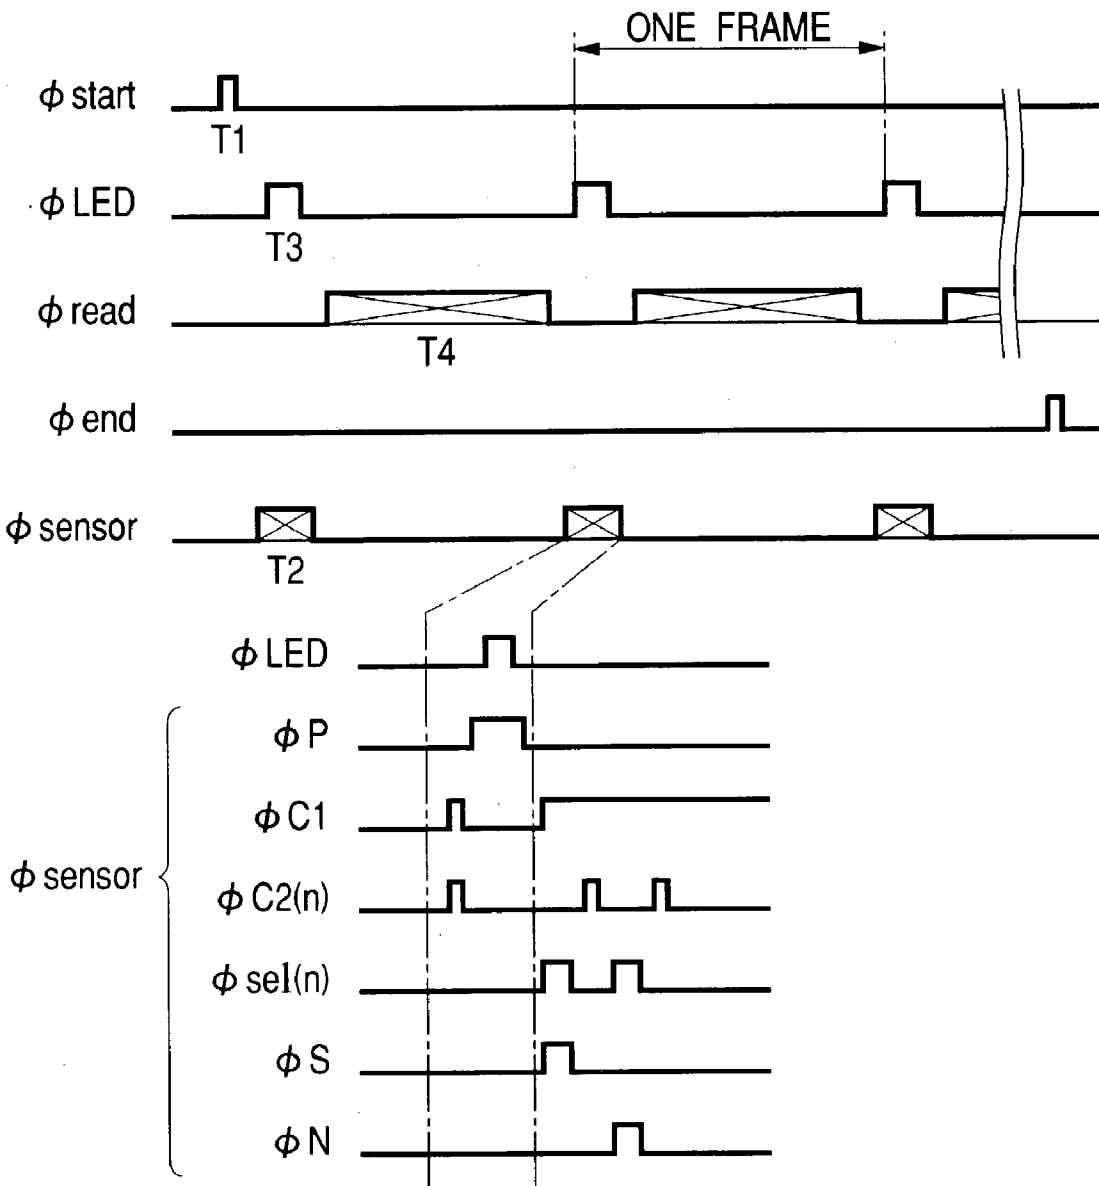 ONE FRAME
φ start
T1
φ LED
T3
φ read
T4
φ end
φ sensor
T2
φ LED
φ P
φ C1
φ sensor
φ C2(n)
φ sel(n)
φ S
φ N